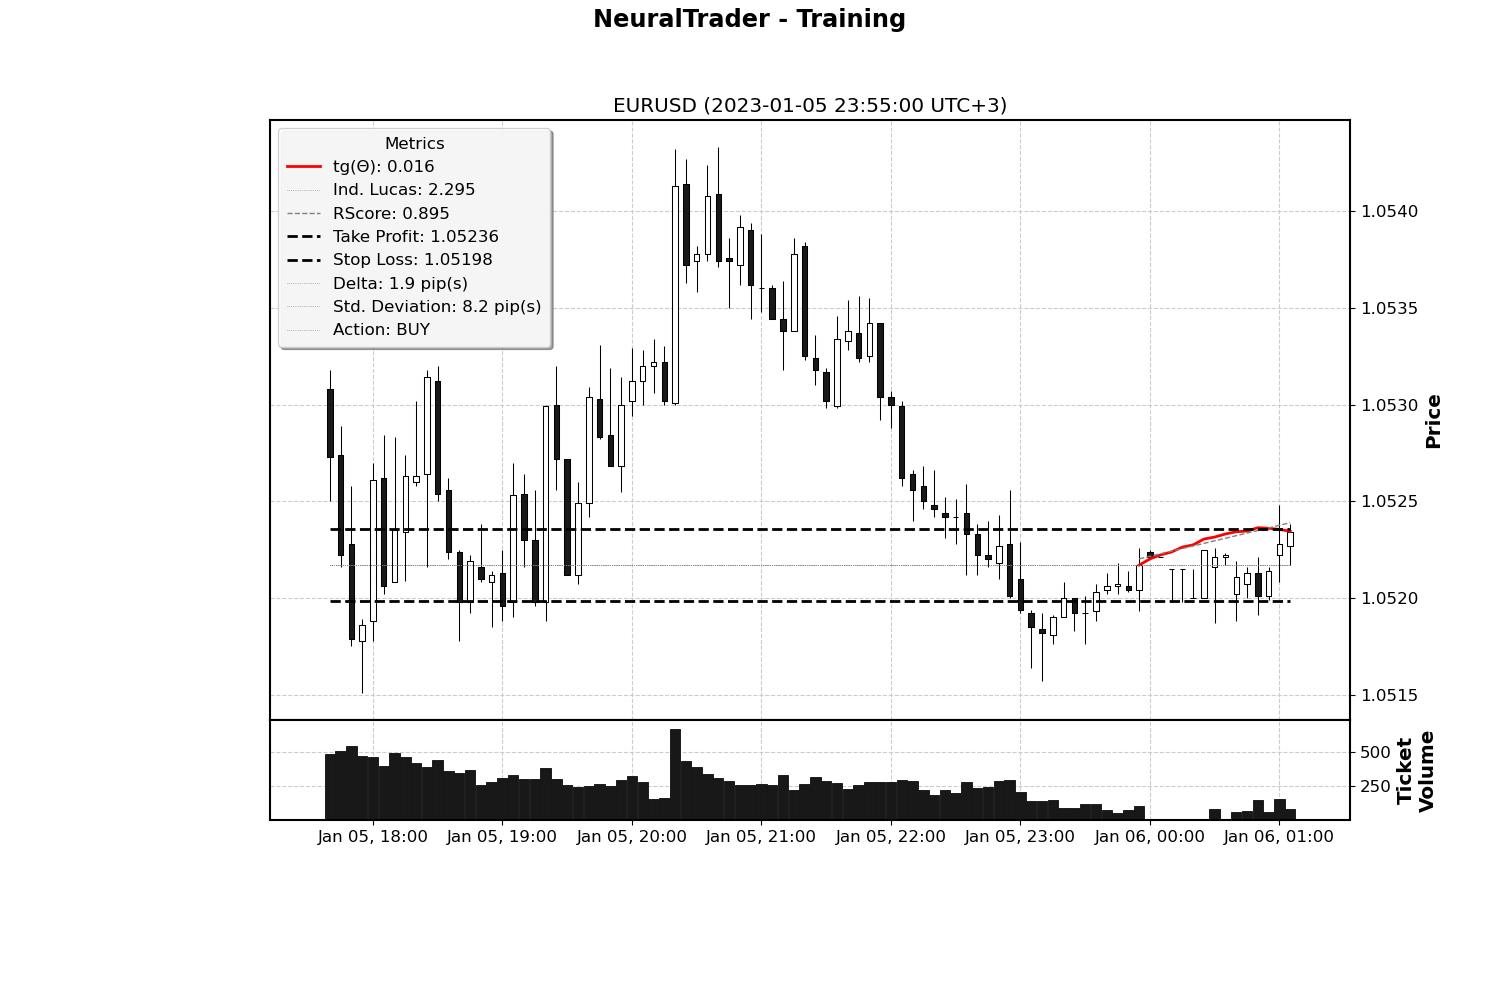 NeuralTrader - Training
EURUSD (2023-01-05 23:55:00 UTC+3)
Metrics
tg(Θ): 0.016
Ind. Lucas: 2.295
RScore: 0.895
Take Profit: 1.05236
Stop Loss: 1.05198
Delta: 1.9 pip(s)
Std. Deviation: 8.2 pip(s)
Action: BUY
1.0540
1.0535
1.0530
1.0525
1.0520
1.0515
Price
500
250
Ticket
Volume
Jan 05, 18:00
Jan 05, 19:00
Jan 05, 20:00
Jan 05, 21:00
Jan 05, 22:00
Jan 05, 23:00
Jan 06, 00:00
Jan 06, 01:00